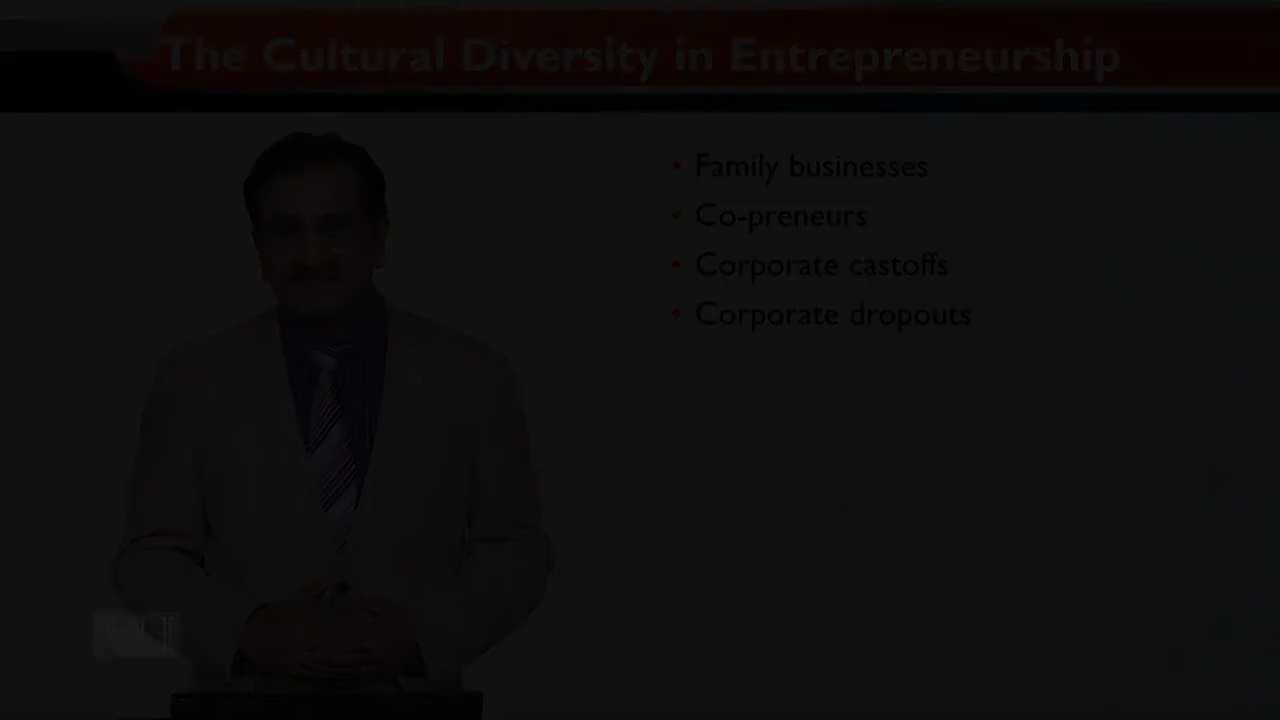 The Cultural Diversity in Entrepreneurship
• Family businesses
• Co-preneurs
• Corporate castoffs
• Corporate dropouts